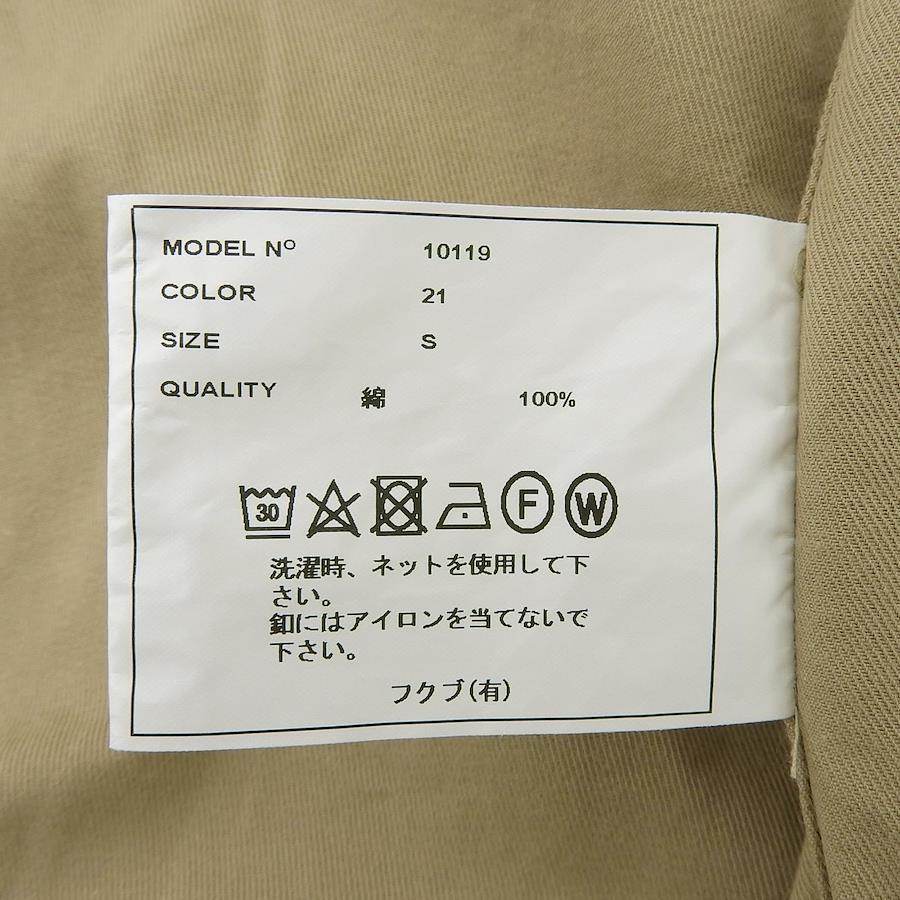 MODEL Nº 10119
COLOR 21
SIZE S
QUALITY 綿 100%
30 F W
洗濯時、ネットを使用して下
さい。
釦にはアイロンを当てないで
下さい。
フクブ(有)